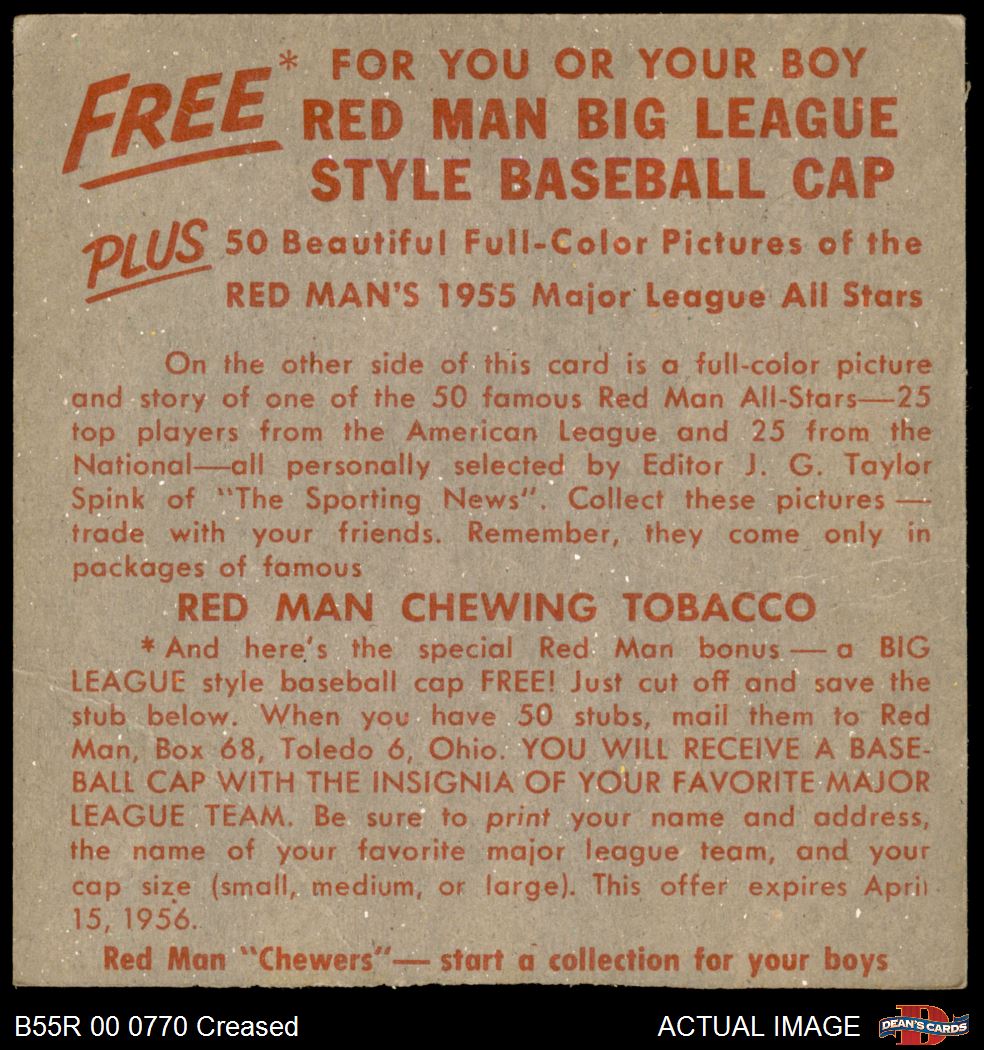 FREE* FOR YOU OR YOUR BOY
RED MAN BIG LEAGUE
STYLE BASEBALL CAP
PLUS 50 Beautiful Full-Color Pictures of the
RED MAN'S 1955 Major League All Stars
On the other side of this card is a full-color picture
and story of one of the 50 famous Red Man All-Stars—25
top players from the American League and 25 from the
National—all personally selected by Editor J. G. Taylor
Spink of "The Sporting News". Collect these pictures—
trade with your friends. Remember, they come only in
packages of famous
RED MAN CHEWING TOBACCO
* And here's the special Red Man bonus — a BIG
LEAGUE style baseball cap FREE! Just cut off and save the
stub below. When you have 50 stubs, mail them to Red
Man, Box 68, Toledo 6, Ohio. YOU WILL RECEIVE A BASE-
BALL CAP WITH THE INSIGNIA OF YOUR FAVORITE MAJOR
LEAGUE TEAM. Be sure to print your name and address,
the name of your favorite major league team, and your
cap size (small, medium, or large). This offer expires April
15, 1956.
Red Man "Chewers"— start a collection for your boys
B55R 00 0770 Creased
ACTUAL IMAGE
DEAN'S CARDS